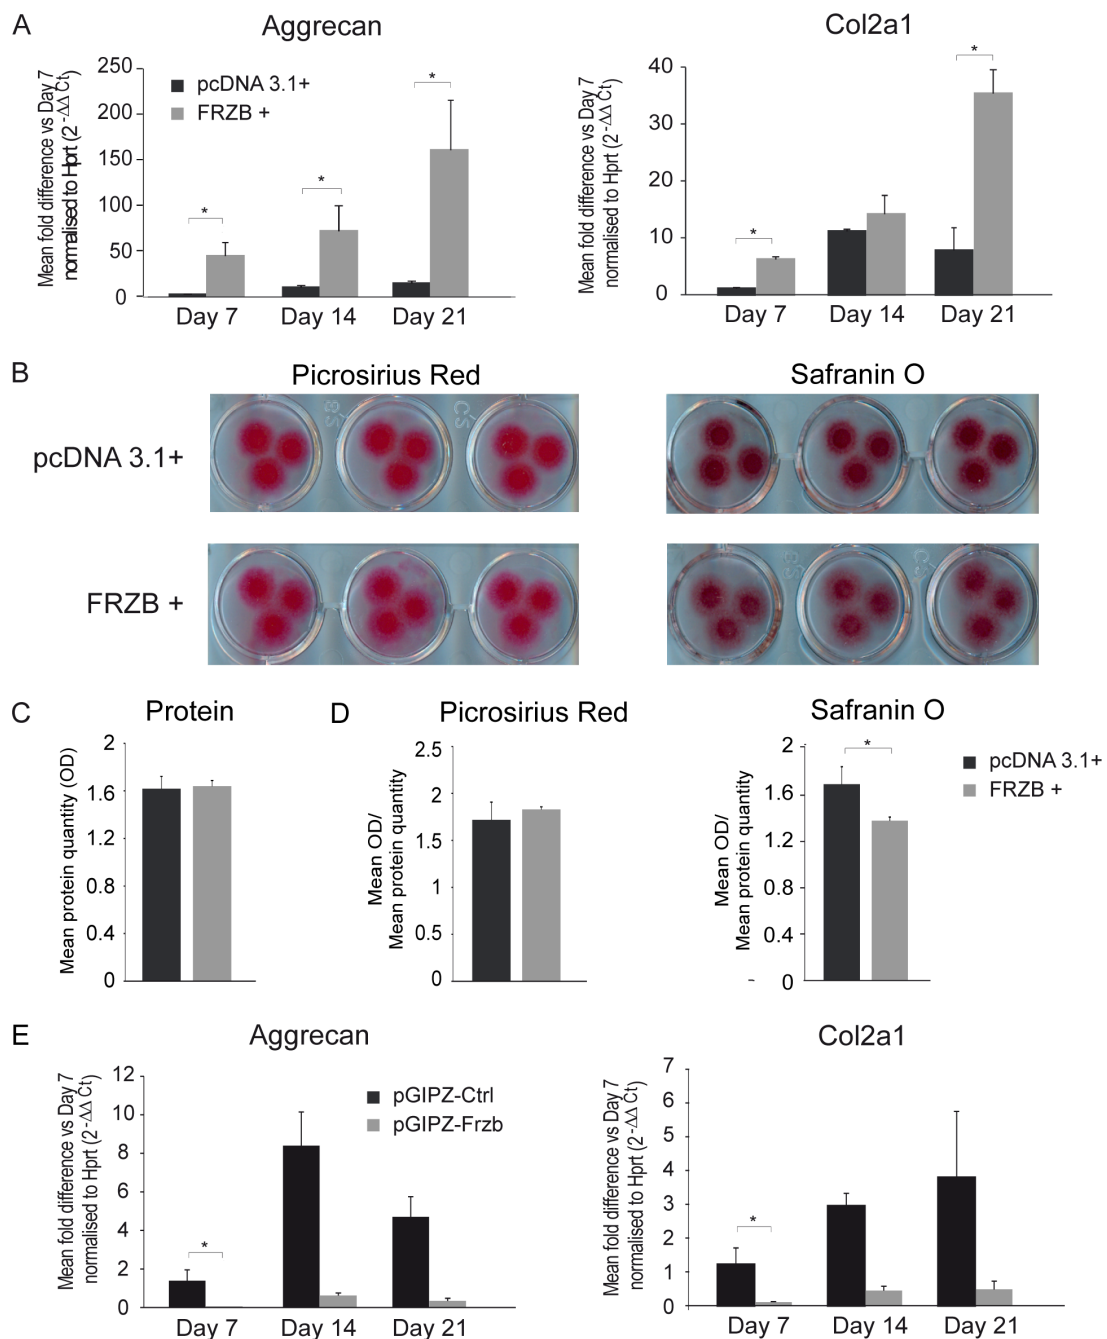 A
Aggrecan
Col2a1
Mean fold difference vs Day 7
normalised to Hprt (2^-ΔΔ Ct)
250
200
150
100
50
0
pcDNA 3.1+
FRZB +
*
*
*
Day 7
Day 14
Day 21
Mean fold difference vs Day 7
normalised to Hprt (2^-ΔΔ Ct)
40
30
20
10
0
*
*
Day 7
Day 14
Day 21
B
Picrosirius Red
Safranin O
pcDNA 3.1+
FRZB +
C
Protein
Mean protein quantity (OD)
2
1.6
1.2
0.8
0.4
0
D
Picrosirius Red
Mean OD/
Mean protein quantity
2.5
2
1.5
1
0.5
0
Safranin O
Mean OD/
Mean protein quantity
2
1.6
1.2
0.8
0.4
0
*
pcDNA 3.1+
FRZB +
E
Aggrecan
Mean fold difference vs Day 7
normalised to Hprt (2^-ΔΔ Ct)
12
10
8
6
4
2
0
pGIPZ-Ctrl
pGIPZ-Frzb
*
Day 7
Day 14
Day 21
Col2a1
Mean fold difference vs Day 7
normalised to Hprt (2^-ΔΔ Ct)
7
6
5
4
3
2
1
0
*
Day 7
Day 14
Day 21